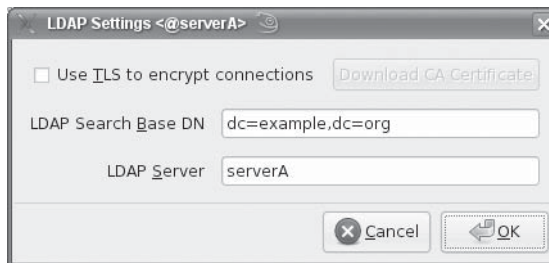 LDAP Settings <@serverA>
Use TLS to encrypt connections Download CA Certificate
LDAP Search Base DN dc=example,dc=org
LDAP Server serverA
Cancel OK